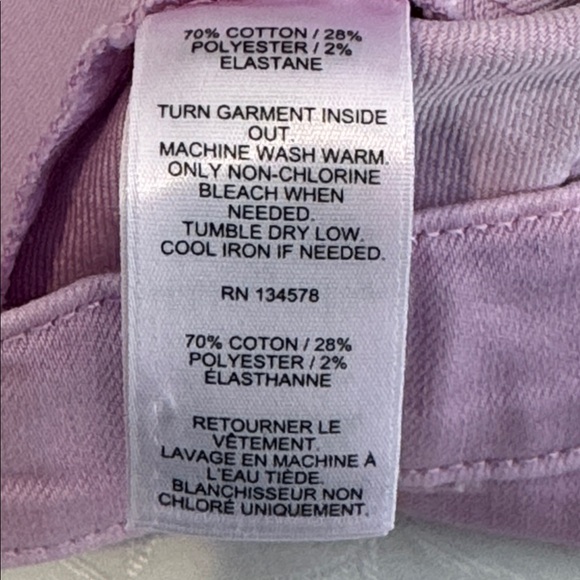 70% COTTON / 28%
POLYESTER / 2%
ELASTANE
TURN GARMENT INSIDE
OUT.
MACHINE WASH WARM.
ONLY NON-CHLORINE
BLEACH WHEN
NEEDED.
TUMBLE DRY LOW.
COOL IRON IF NEEDED.
RN 134578
70% COTON / 28%
POLYESTER / 2%
ÉLASTHANNE
RETOURNER LE
VÊTEMENT.
LAVAGE EN MACHINE À
L'EAU TIÈDE.
BLANCHISSEUR NON
CHLORÉ UNIQUEMENT.